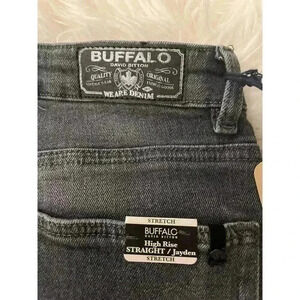 BUFFALO
DAVID BITTON
QUALITY ORIGINAL
WE ARE DENIM
STRETCH
BUFFALO
DAVID BITTON
High Rise
STRAIGHT / Jayden
STRETCH